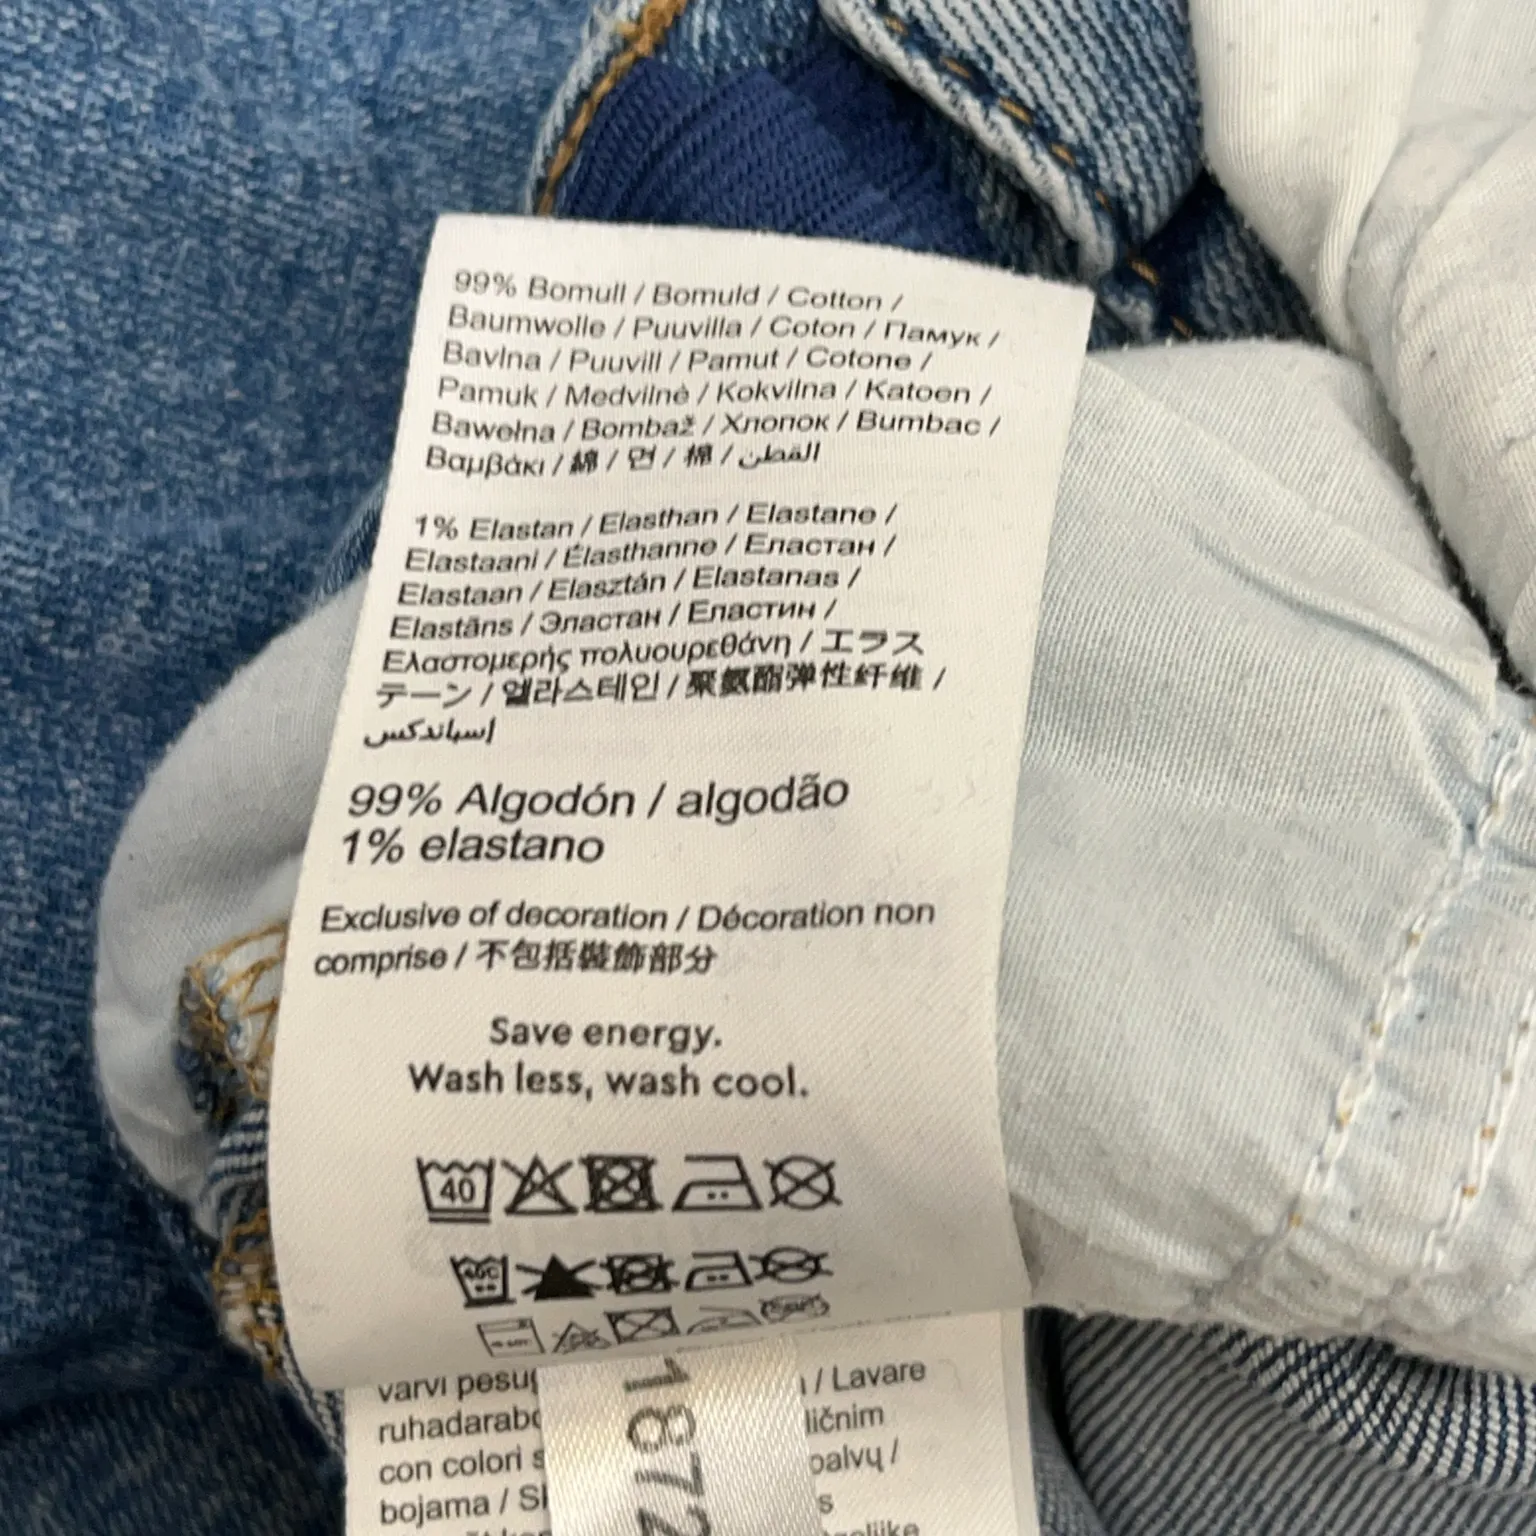 99% Bomull / Bomuld / Cotton /
Baumwolle / Puuvilla / Coton / Памук /
Bavlna / Puuvill / Pamut / Cotone /
Pamuk / Medvilnė / Kokvilna / Katoen /
Bawełna / Bombaž / Хлопок / Bumbac /
Βαμβάκι / 綿 / 면 / 棉 / القطن
1% Elastan / Elasthan / Elastane /
Elastaani / Élasthanne / Еластан /
Elastaan / Elasztán / Elastanas /
Elastāns / Эластан / Еластин /
Ελαστομερής πολυουρεθάνη / エラス
テーン / 엘라스테인 / 聚氨酯弹性纤维 /
إسباندكس
99% Algodón / algodão
1% elastano
Exclusive of decoration / Décoration non
comprise / 不包括裝飾部分
Save energy.
Wash less, wash cool.
40
40C
varvi / Lavare
ličnim
con colori
palvų /
bojama /
1872